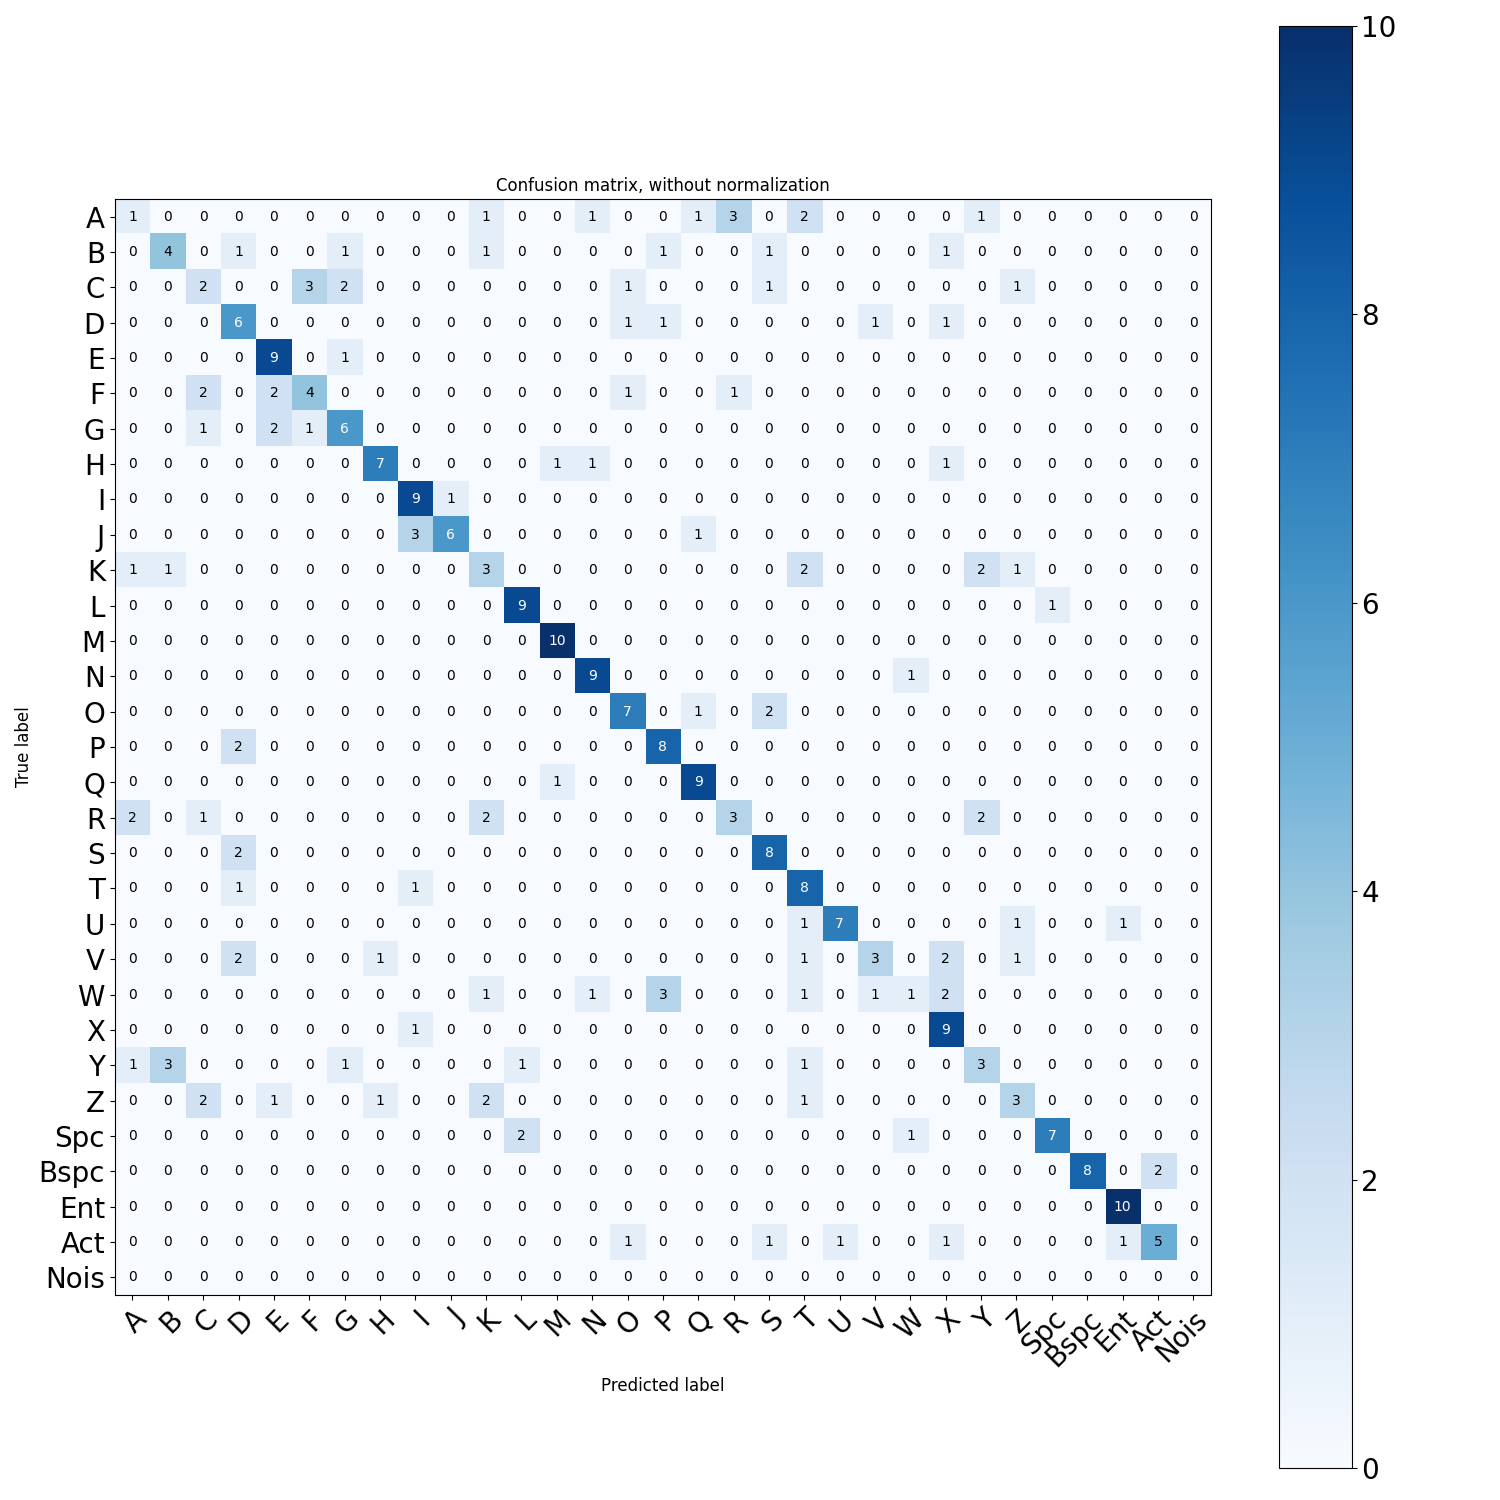 Confusion matrix, without normalization
A 1 0 0 0 0 0 0 0 0 0 1 0 0 1 0 0 1 3 0 2 0 0 0 0 1 0 0 0 0 0 0
B 0 4 0 1 0 0 1 0 0 0 1 0 0 0 0 1 0 0 1 0 0 0 0 1 0 0 0 0 0 0 0
C 0 0 2 0 0 3 2 0 0 0 0 0 0 0 1 0 0 0 1 0 0 0 0 0 0 1 0 0 0 0 0
D 0 0 0 6 0 0 0 0 0 0 0 0 0 0 1 1 0 0 0 0 0 1 0 1 0 0 0 0 0 0 0
E 0 0 0 0 9 0 1 0 0 0 0 0 0 0 0 0 0 0 0 0 0 0 0 0 0 0 0 0 0 0 0
F 0 0 2 0 2 4 0 0 0 0 0 0 0 0 1 0 0 1 0 0 0 0 0 0 0 0 0 0 0 0 0
G 0 0 1 0 2 1 6 0 0 0 0 0 0 0 0 0 0 0 0 0 0 0 0 0 0 0 0 0 0 0 0
H 0 0 0 0 0 0 0 7 0 0 0 0 1 1 0 0 0 0 0 0 0 0 0 1 0 0 0 0 0 0 0
I 0 0 0 0 0 0 0 0 9 1 0 0 0 0 0 0 0 0 0 0 0 0 0 0 0 0 0 0 0 0 0
J 0 0 0 0 0 0 0 0 3 6 0 0 0 0 0 0 1 0 0 0 0 0 0 0 0 0 0 0 0 0 0
K 1 1 0 0 0 0 0 0 0 0 3 0 0 0 0 0 0 0 0 2 0 0 0 0 2 1 0 0 0 0 0
L 0 0 0 0 0 0 0 0 0 0 0 9 0 0 0 0 0 0 0 0 0 0 0 0 0 0 1 0 0 0 0
M 0 0 0 0 0 0 0 0 0 0 0 0 10 0 0 0 0 0 0 0 0 0 0 0 0 0 0 0 0 0 0
N 0 0 0 0 0 0 0 0 0 0 0 0 0 9 0 0 0 0 0 0 0 0 1 0 0 0 0 0 0 0 0
O 0 0 0 0 0 0 0 0 0 0 0 0 0 0 7 0 1 0 2 0 0 0 0 0 0 0 0 0 0 0 0
P 0 0 0 2 0 0 0 0 0 0 0 0 0 0 0 8 0 0 0 0 0 0 0 0 0 0 0 0 0 0 0
Q 0 0 0 0 0 0 0 0 0 0 0 0 1 0 0 0 9 0 0 0 0 0 0 0 0 0 0 0 0 0 0
R 2 0 1 0 0 0 0 0 0 0 2 0 0 0 0 0 0 3 0 0 0 0 0 0 2 0 0 0 0 0 0
S 0 0 0 2 0 0 0 0 0 0 0 0 0 0 0 0 0 0 8 0 0 0 0 0 0 0 0 0 0 0 0
T 0 0 0 1 0 0 0 0 1 0 0 0 0 0 0 0 0 0 0 8 0 0 0 0 0 0 0 0 0 0 0
U 0 0 0 0 0 0 0 0 0 0 0 0 0 0 0 0 0 0 0 1 7 0 0 0 0 1 0 0 1 0 0
V 0 0 0 2 0 0 0 1 0 0 0 0 0 0 0 0 0 0 0 1 0 3 0 2 0 1 0 0 0 0 0
W 0 0 0 0 0 0 0 0 0 0 1 0 0 1 0 3 0 0 0 1 0 1 1 2 0 0 0 0 0 0 0
X 0 0 0 0 0 0 0 0 1 0 0 0 0 0 0 0 0 0 0 0 0 0 0 9 0 0 0 0 0 0 0
Y 1 3 0 0 0 0 1 0 0 0 0 1 0 0 0 0 0 0 0 1 0 0 0 0 3 0 0 0 0 0 0
Z 0 0 2 0 1 0 0 1 0 0 2 0 0 0 0 0 0 0 0 1 0 0 0 0 0 3 0 0 0 0 0
Spc 0 0 0 0 0 0 0 0 0 0 0 2 0 0 0 0 0 0 0 0 0 0 1 0 0 0 7 0 0 0 0
Bspc 0 0 0 0 0 0 0 0 0 0 0 0 0 0 0 0 0 0 0 0 0 0 0 0 0 0 0 8 0 2 0
Ent 0 0 0 0 0 0 0 0 0 0 0 0 0 0 0 0 0 0 0 0 0 0 0 0 0 0 0 0 10 0 0
Act 0 0 0 0 0 0 0 0 0 0 0 0 0 0 1 0 0 0 1 0 1 0 0 1 0 0 0 0 1 5 0
Nois 0 0 0 0 0 0 0 0 0 0 0 0 0 0 0 0 0 0 0 0 0 0 0 0 0 0 0 0 0 0 0
A B C D E F G H I J K L M N O P Q R S T U V W X Y Z Spc Bspc Ent Act Nois
Predicted label
True label
10
8
6
4
2
0